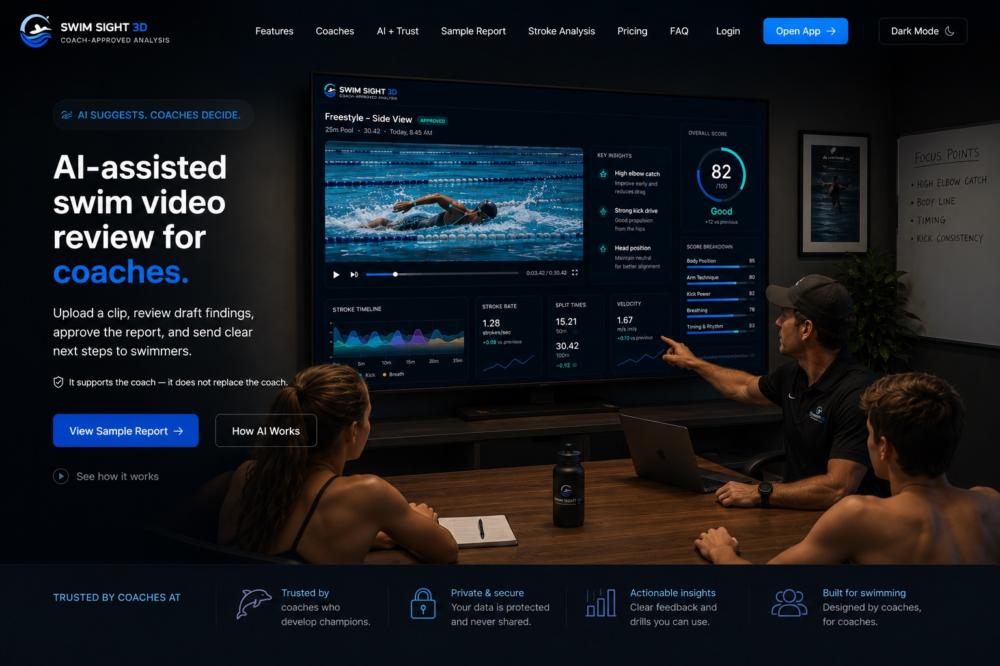 SWIM SIGHT 3D
COACH-APPROVED ANALYSIS
Features
Coaches
AI + Trust
Sample Report
Stroke Analysis
Pricing
FAQ
Login
Open App →
Dark Mode
AI SUGGESTS. COACHES DECIDE.
AI-assisted
swim video
review for
coaches.
Upload a clip, review draft findings,
approve the report, and send clear
next steps to swimmers.
It supports the coach — it does not replace the coach.
View Sample Report →
How AI Works
See how it works
SWIM SIGHT 3D
COACH-APPROVED ANALYSIS
Freestyle – Side View
APPROVED
25m Pool • 30.42 • Today, 8:45 AM
0:03.42 / 0:30.42
KEY INSIGHTS
High elbow catch
Improve early and
reduces drag
Strong kick drive
Good propulsion
from the hips
Head position
Maintain neutral
for better alignment
OVERALL SCORE
82
/100
Good
+12 vs previous
SCORE BREAKDOWN
Body Position 85
Arm Technique 80
Kick Power 82
Breathing 78
Timing & Rhythm 83
STROKE TIMELINE
0m 5m 10m 15m 20m 25m
Kick
Breath
STROKE RATE
1.28
strokes/sec
+0.08 vs previous
SPLIT TIMES
15.21
50m
30.42
100m
-0.92
VELOCITY
1.67
m/s
+0.13 vs previous
FOCUS POINTS
• HIGH ELBOW CATCH
• BODY LINE
• TIMING
• KICK CONSISTENCY
SWIM SIGHT 3D
TRUSTED BY COACHES AT
Trusted by
coaches who
develop champions.
Private & secure
Your data is protected
and never shared.
Actionable insights
Clear feedback and
drills you can use.
Built for swimming
Designed by coaches,
for coaches.